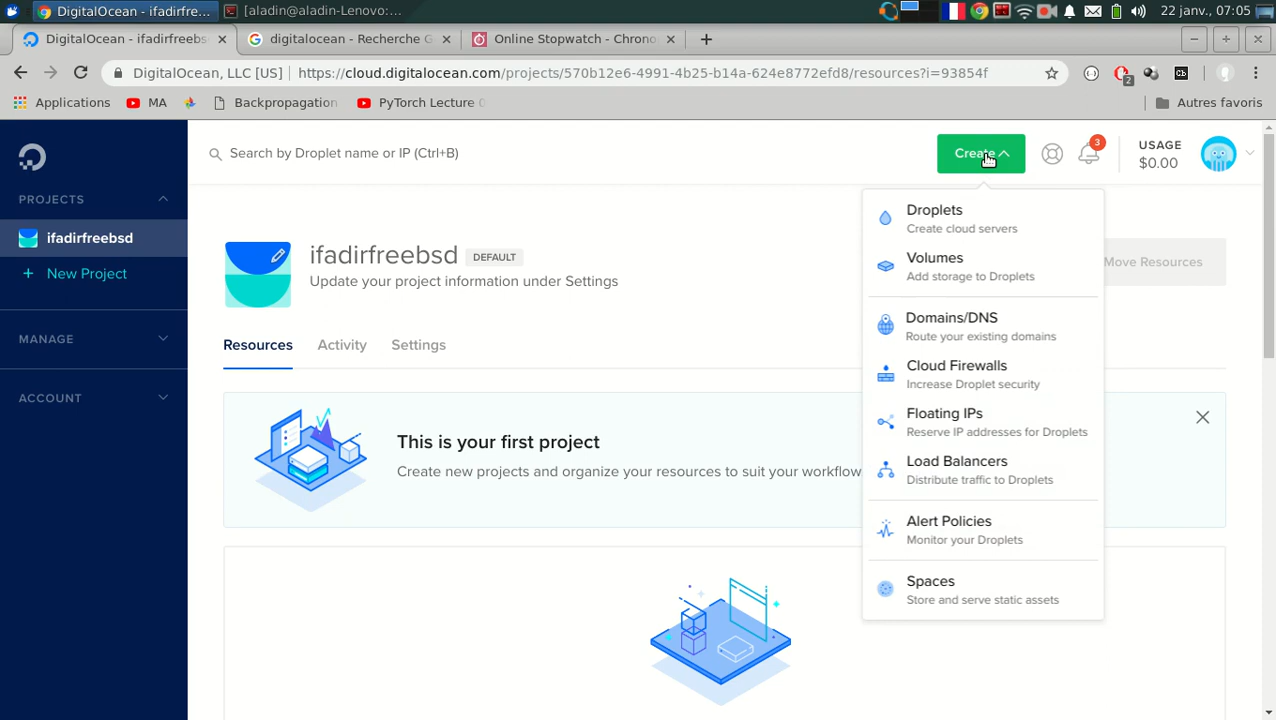 DigitalOcean - ifadirfree...
[aladin@aladin-Lenovo:...
22 janv., 07:05
DigitalOcean - ifadirfreebs
digitalocean - Recherche G
Online Stopwatch - Chrono
DigitalOcean, LLC [US] | https://cloud.digitalocean.com/projects/570b12e6-4991-4b25-b14a-624e8772efd8/resources?i=93854f
2
Cb
Applications
MA
Backpropagation
PyTorch Lecture 0
Autres favoris
Search by Droplet name or IP (Ctrl+B)
Create
3
USAGE
$0.00
PROJECTS
ifadirfreebsd
+ New Project
MANAGE
ACCOUNT
ifadirfreebsd
DEFAULT
Update your project information under Settings
Move Resources
Resources
Activity
Settings
This is your first project
Create new projects and organize your resources to suit your workflow
Droplets
Create cloud servers
Volumes
Add storage to Droplets
Domains/DNS
Route your existing domains
Cloud Firewalls
Increase Droplet security
Floating IPs
Reserve IP addresses for Droplets
Load Balancers
Distribute traffic to Droplets
Alert Policies
Monitor your Droplets
Spaces
Store and serve static assets